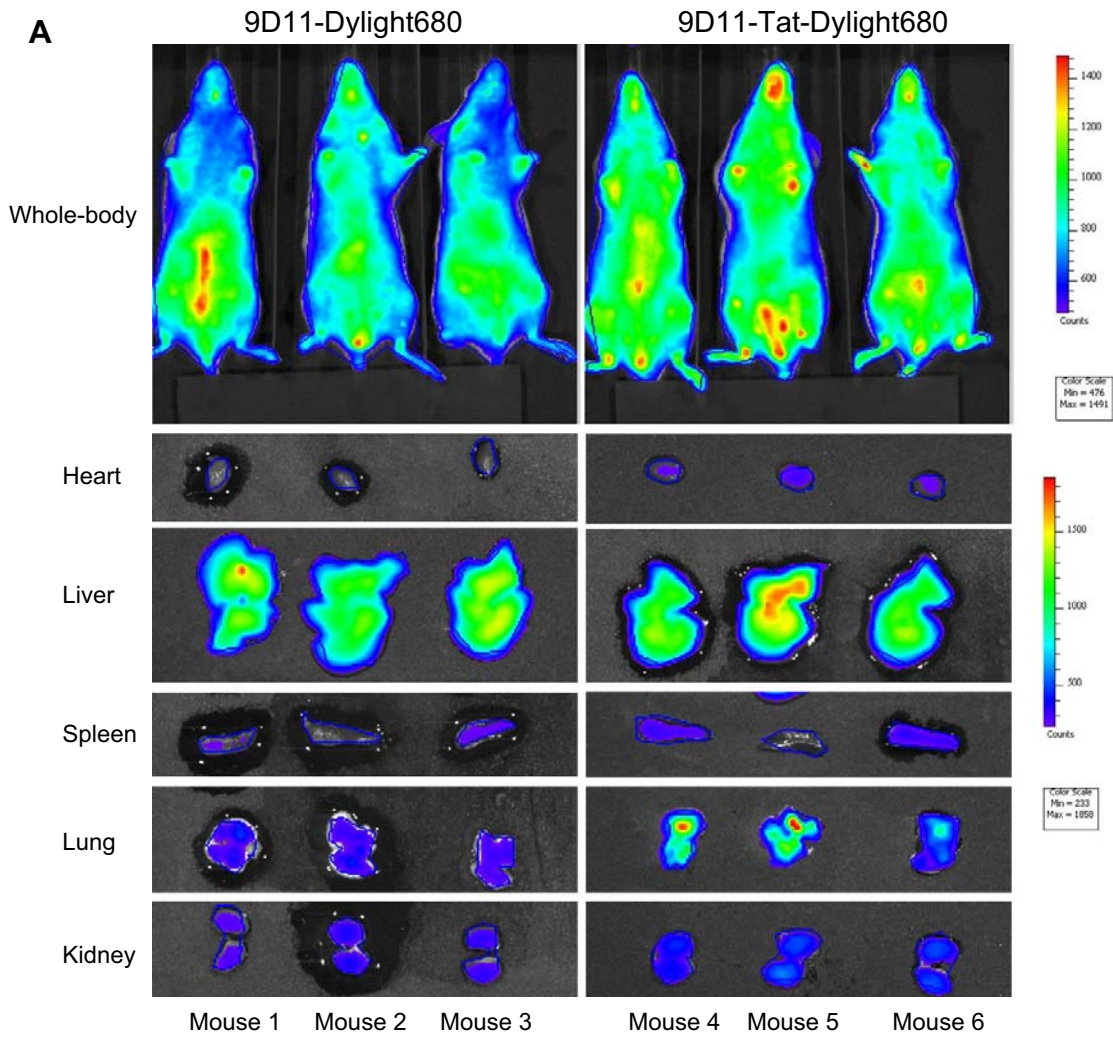 A
9D11-Dylight680
9D11-Tat-Dylight680
Whole-body
1400
1200
1000
800
600
Counts
Color Scale
Min = 476
Max = 1491
Heart
Liver
Spleen
Lung
Kidney
1500
1000
500
Counts
Color Scale
Min = 233
Max = 1858
Mouse 1 Mouse 2 Mouse 3 Mouse 4 Mouse 5 Mouse 6